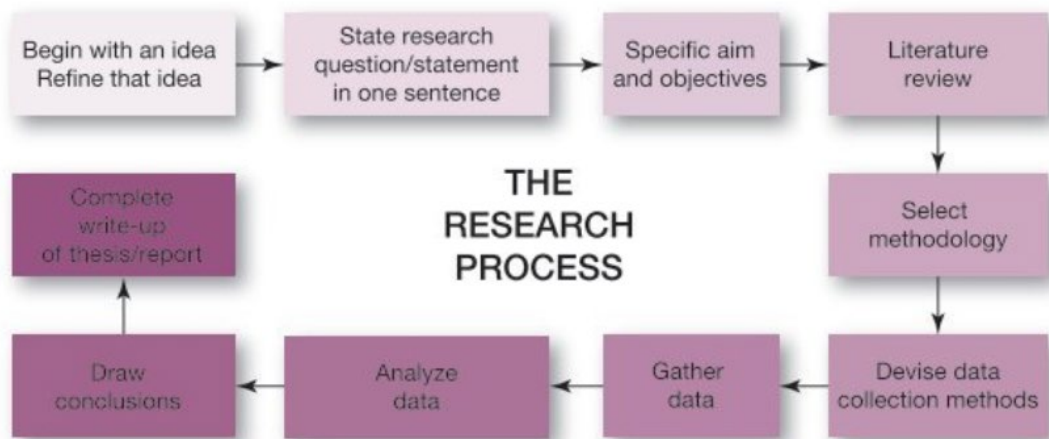 Begin with an idea
Refine that idea
State research
question/statement
in one sentence
Specific aim
and objectives
Literature
review
THE
RESEARCH
PROCESS
Select
methodology
Devise data
collection methods
Gather
data
Analyze
data
Draw
conclusions
Complete
write-up
of thesis/report